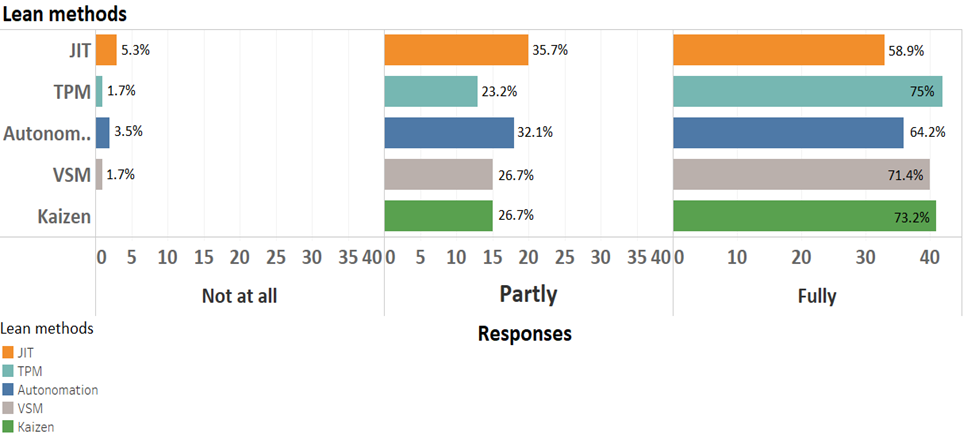 Lean methods
JIT 5.3% 35.7% 58.9%
TPM 1.7% 23.2% 75%
Autonom.. 3.5% 32.1% 64.2%
VSM 1.7% 26.7% 71.4%
Kaizen 26.7% 73.2%
0 5 10 15 20 25 30 35 40 0 5 10 15 20 25 30 35 40 0 10 20 30 40
Not at all Partly Fully
Responses
Lean methods
JIT
TPM
Autonomation
VSM
Kaizen